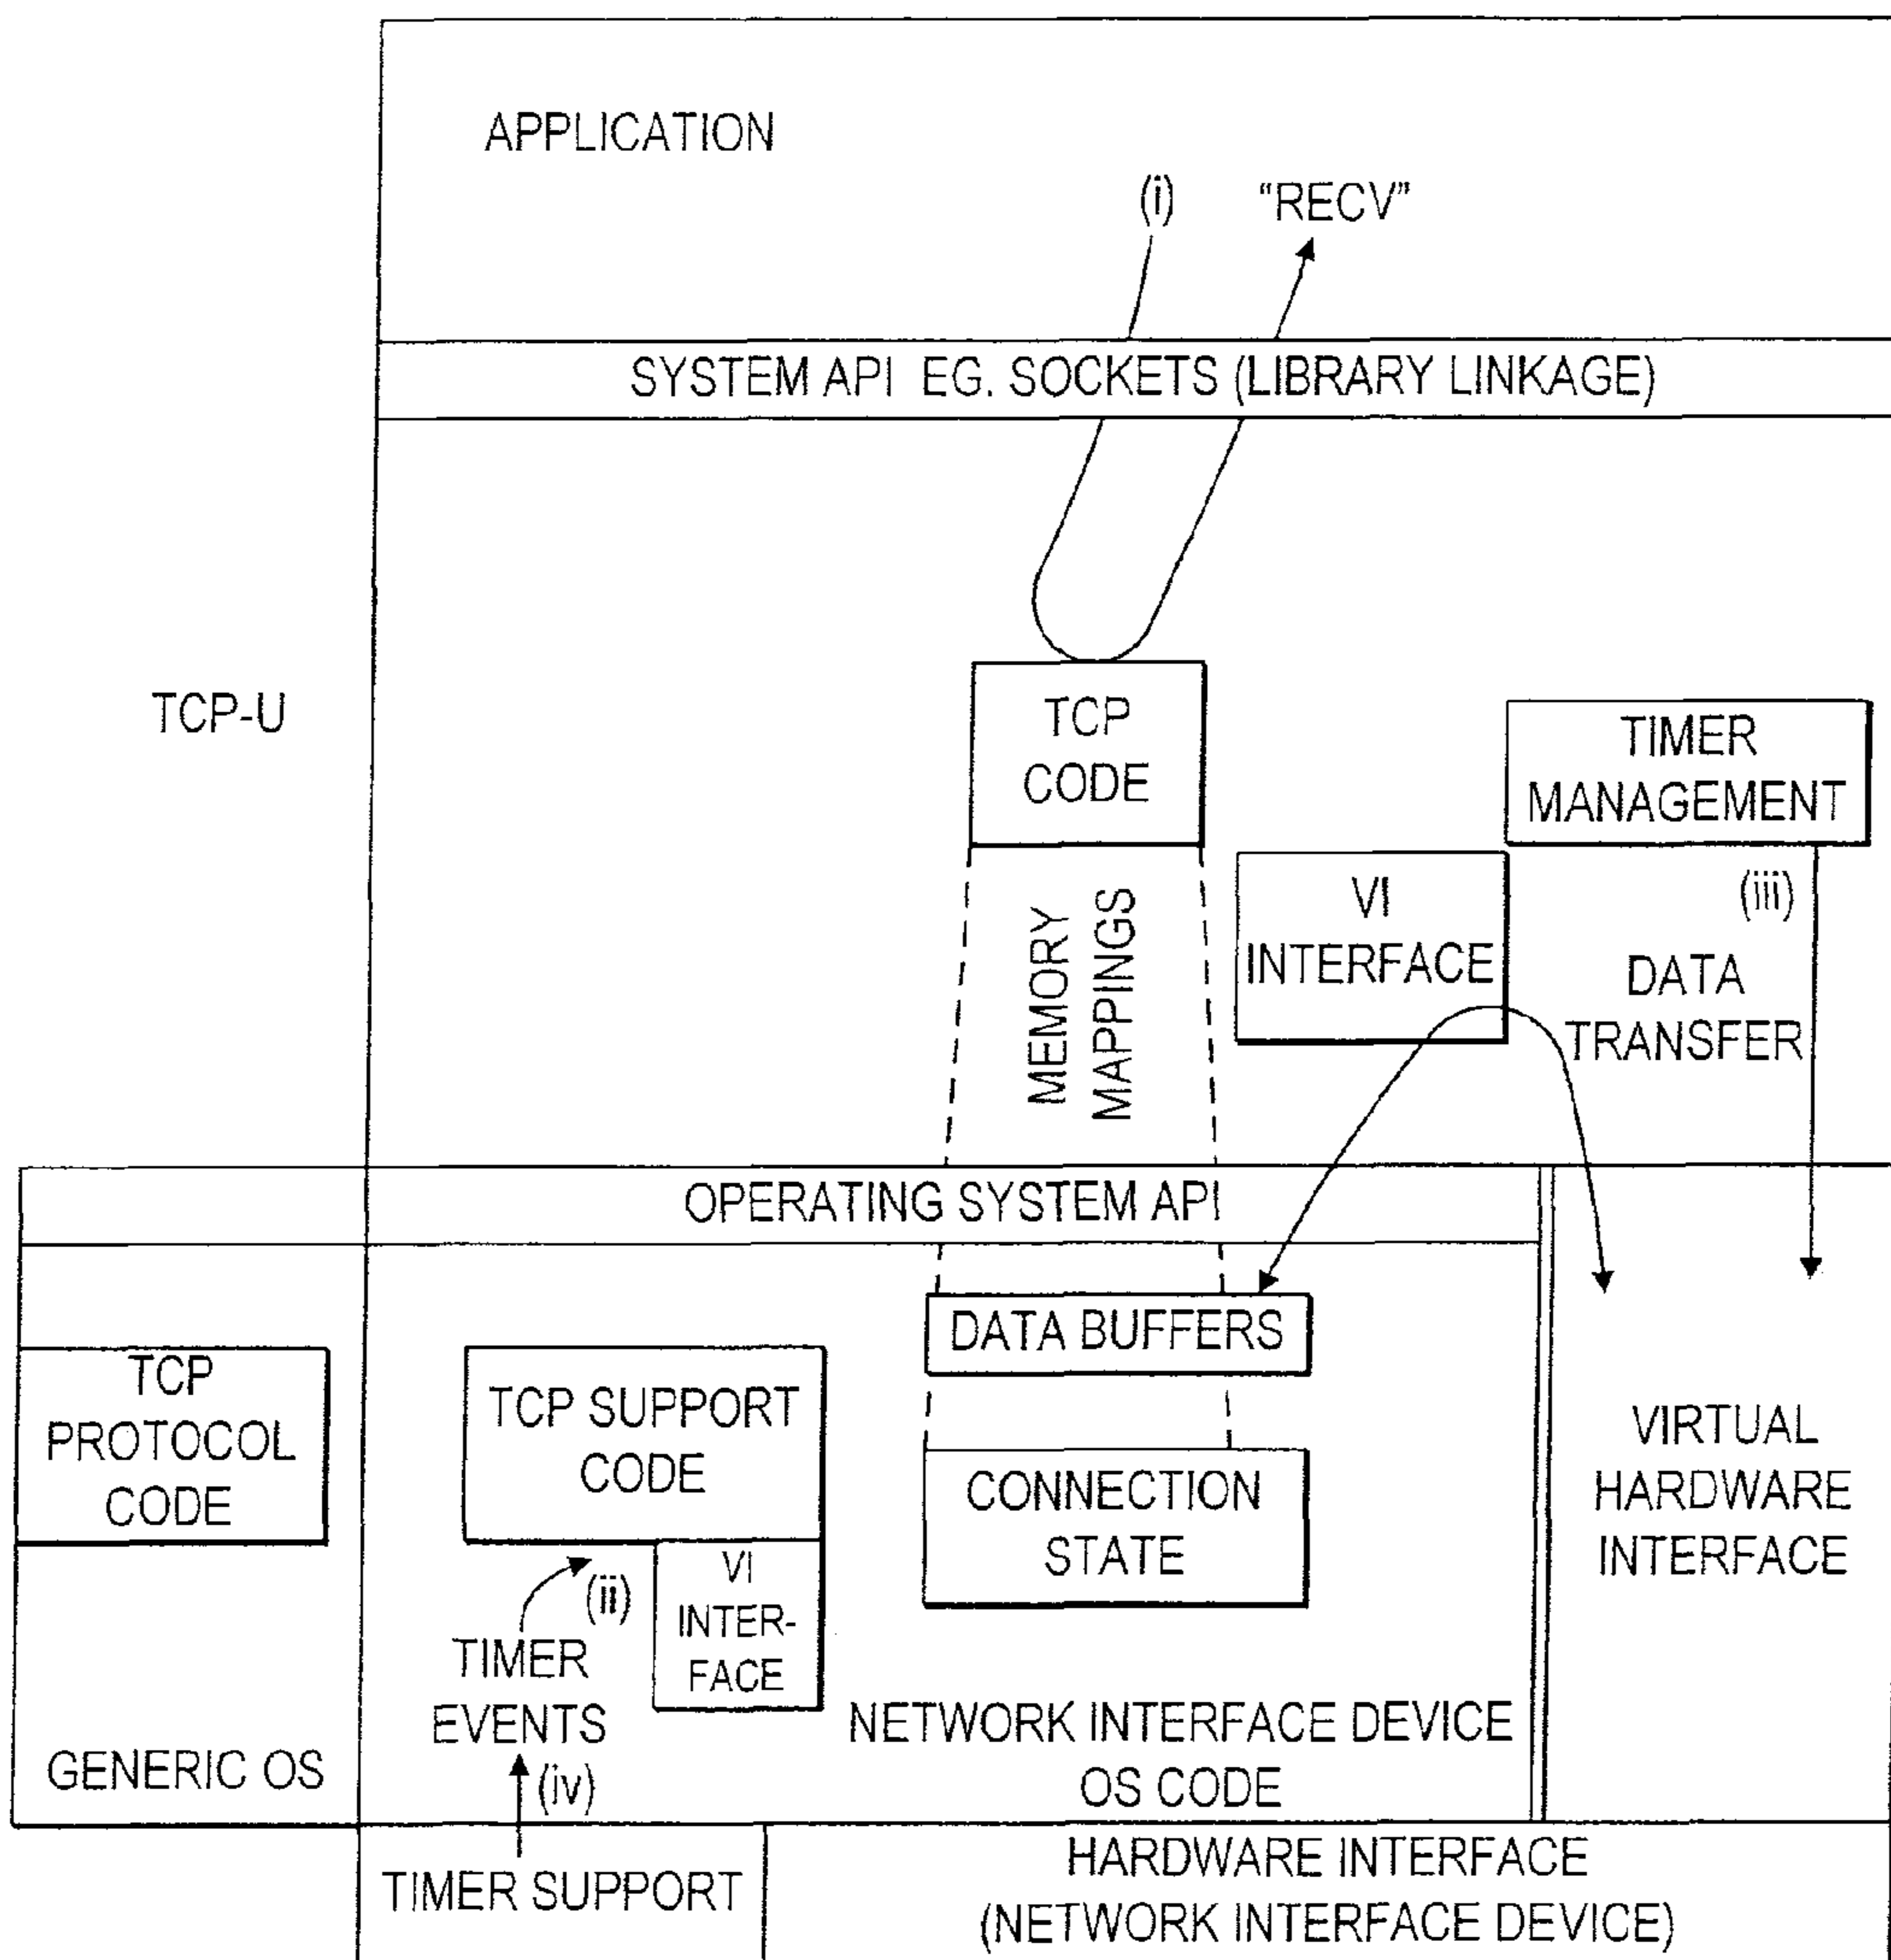 APPLICATION
(i)
"RECV"
SYSTEM API EG. SOCKETS (LIBRARY LINKAGE)
TCP-U
TCP
CODE
TIMER
MANAGEMENT
MEMORY
MAPPINGS
VI
INTERFACE
(iii)
DATA
TRANSFER
OPERATING SYSTEM API
DATA BUFFERS
TCP
PROTOCOL
CODE
TCP SUPPORT
CODE
CONNECTION
STATE
VIRTUAL
HARDWARE
INTERFACE
(ii)
VI
INTER-
FACE
TIMER
EVENTS
(iv)
GENERIC OS
NETWORK INTERFACE DEVICE
OS CODE
TIMER SUPPORT
HARDWARE INTERFACE
(NETWORK INTERFACE DEVICE)